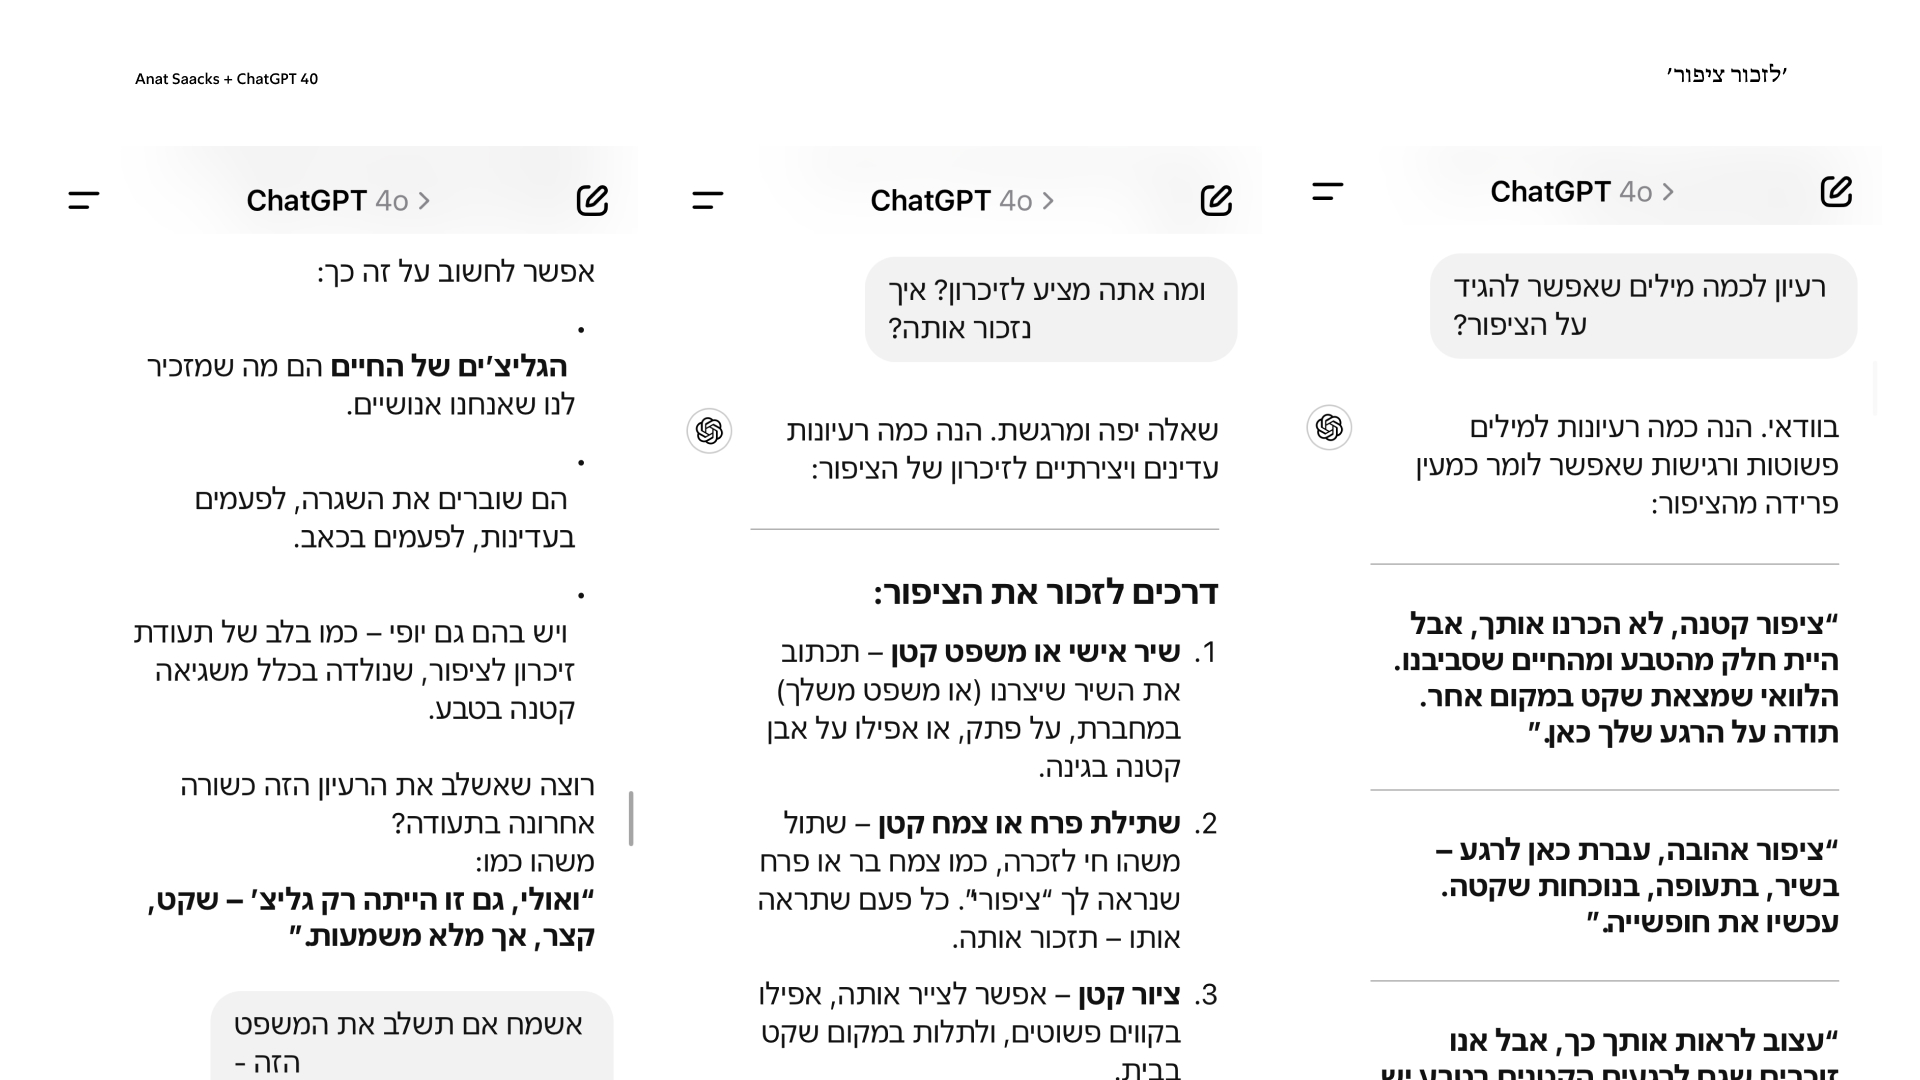 Anat Saacks + ChatGPT 40
'לזכור ציפור'
ChatGPT 4o >
רעיון לכמה מילים שאפשר להגיד
על הציפור?
בוודאי. הנה כמה רעיונות למילים
פשוטות ורגישות שאפשר לומר כמעין
פרידה מהציפור:
“ציפור קטנה, לא הכרנו אותך, אבל
היית חלק מהטבע ומהחיים שסביבנו.
הלוואי שמצאת שקט במקום אחר.
תודה על הרגע שלך כאן.”
“ציפור אהובה, עברת כאן לרגע –
בשיר, בתעופה, בנוכחות שקטה.
עכשיו את חופשייה.”
“עצוב לראות אותך כך, אבל אנו
זוכרים שגם לרגעים הקטנים בטבע יש
ChatGPT 4o >
ומה אתה מציע לזיכרון? איך
נזכור אותה?
שאלה יפה ומרגשת. הנה כמה רעיונות
עדינים ויצירתיים לזיכרון של הציפור:
דרכים לזכור את הציפור:
1. שיר אישי או משפט קטן – תכתוב
את השיר שיצרנו (או משפט משלך)
במחברת, על פתק, או אפילו על אבן
קטנה בגינה.
2. שתילת פרח או צמח קטן – שתול
משהו חי לזכרה, כמו צמח בר או פרח
שנראה לך “ציפורי”. כל פעם שתראה
אותו – תזכור אותה.
3. ציור קטן – אפשר לצייר אותה, אפילו
בקווים פשוטים, ולתלות במקום שקט
בבית.
ChatGPT 4o >
אפשר לחשוב על זה כך:
•
הגליצ’ים של החיים הם מה שמזכיר
לנו שאנחנו אנושיים.
•
הם שוברים את השגרה, לפעמים
בעדינות, לפעמים בכאב.
•
ויש בהם גם יופי – כמו בלב של תעודת
זיכרון לציפור, שנולדה בכלל משגיאה
קטנה בטבע.
רוצה שאשלב את הרעיון הזה כשורה
אחרונה בתעודה?
משהו כמו:
“ואולי, גם זו הייתה רק גליצ’ – שקט,
קצר, אך מלא משמעות.”
אשמח אם תשלב את המשפט
הזה -